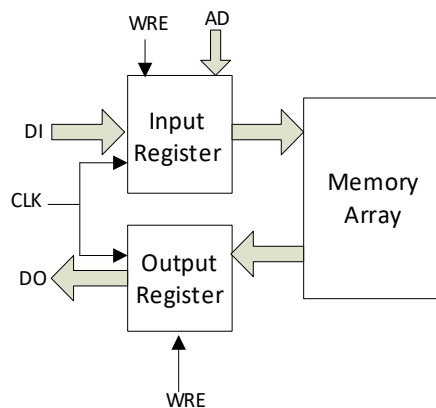 WRE
AD
DI
Input
Register
CLK
Memory
Array
DO
Output
Register
WRE